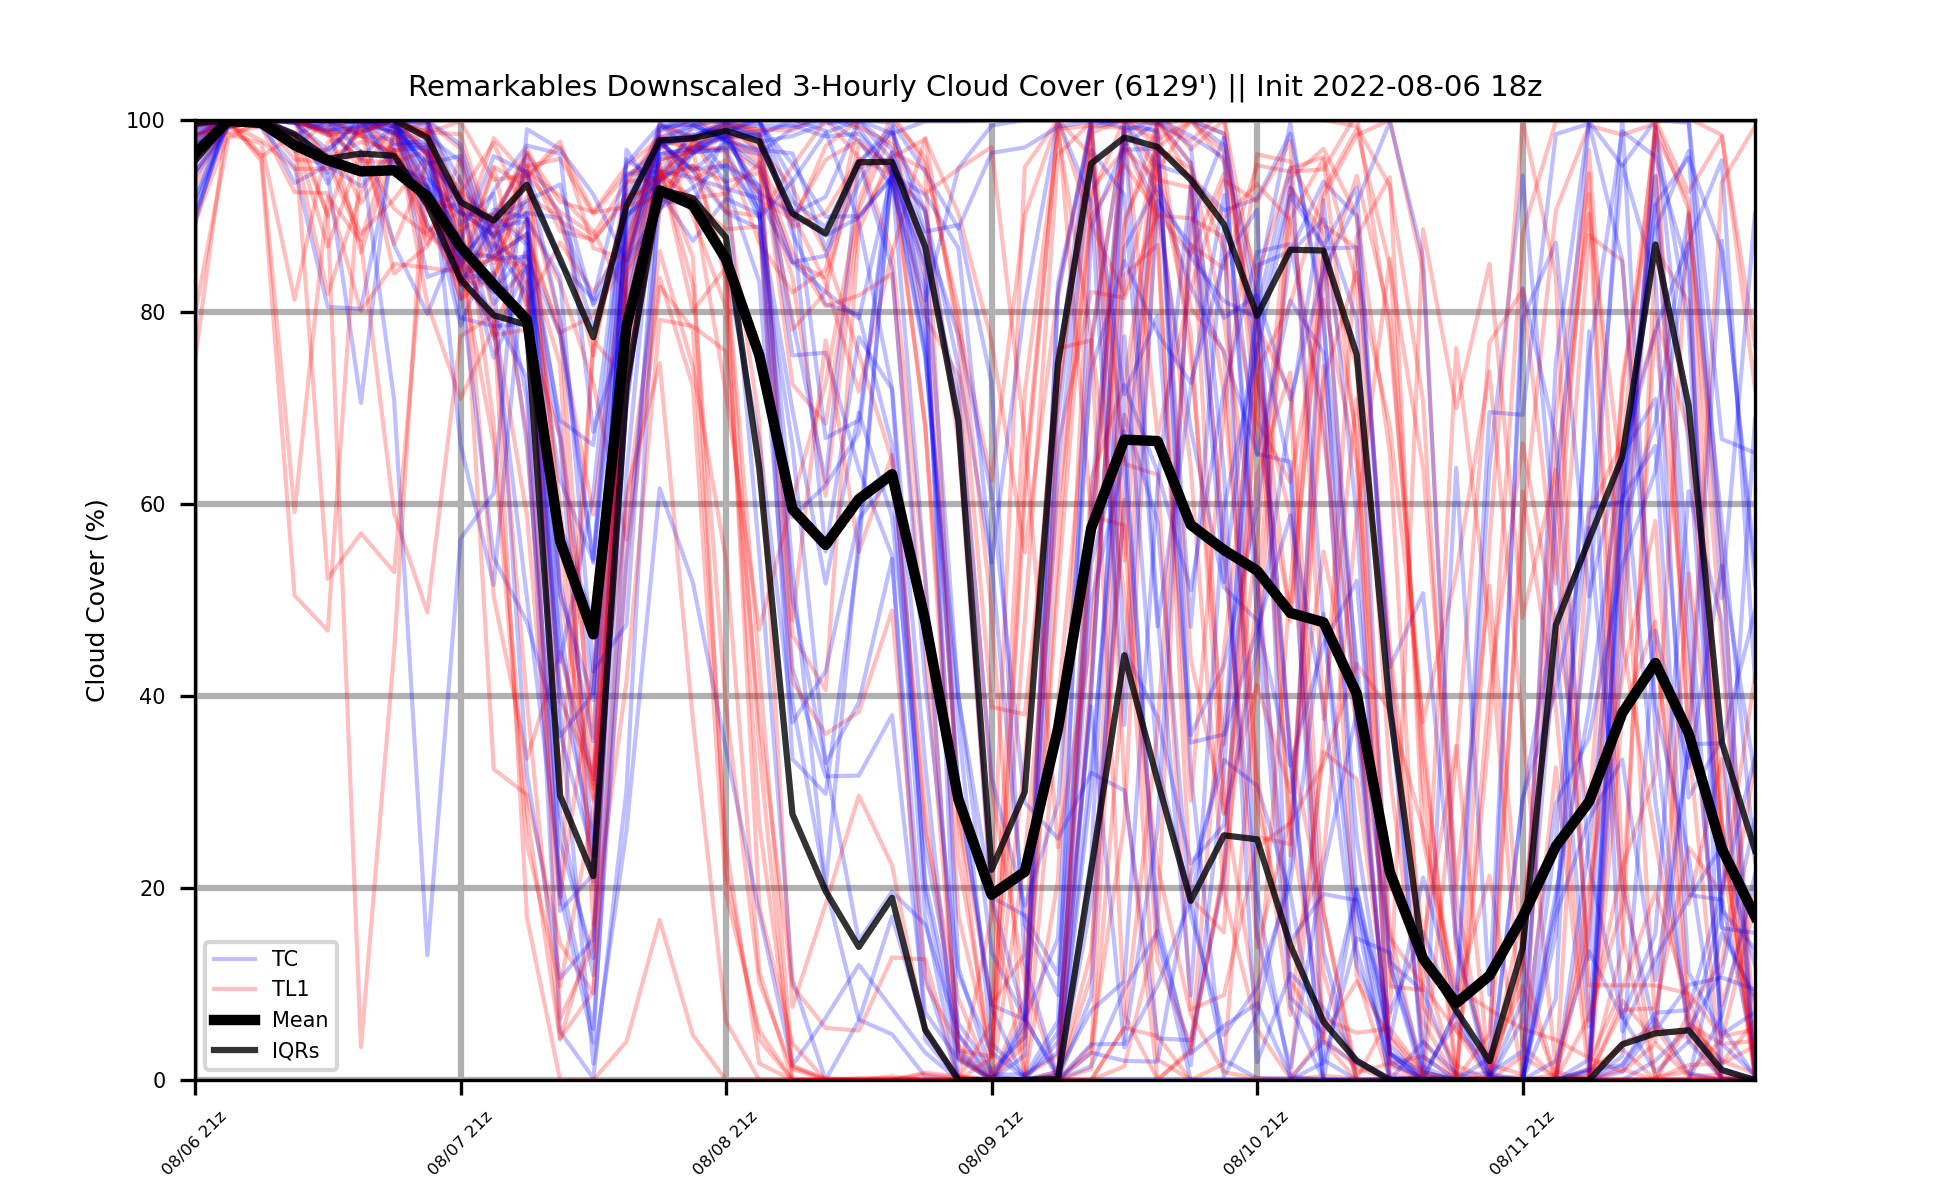 Remarkables Downscaled 3-Hourly Cloud Cover (6129') || Init 2022-08-06 18z
Cloud Cover (%)
100
80
60
40
20
0
TC
TL1
Mean
IQRs
08/06 21z
08/07 21z
08/08 21z
08/09 21z
08/10 21z
08/11 21z